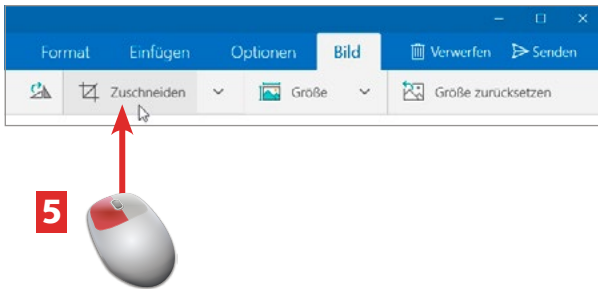 Format Einfügen Optionen Bild Verwerfen Senden
Zuschneiden Größe Größe zurücksetzen
5